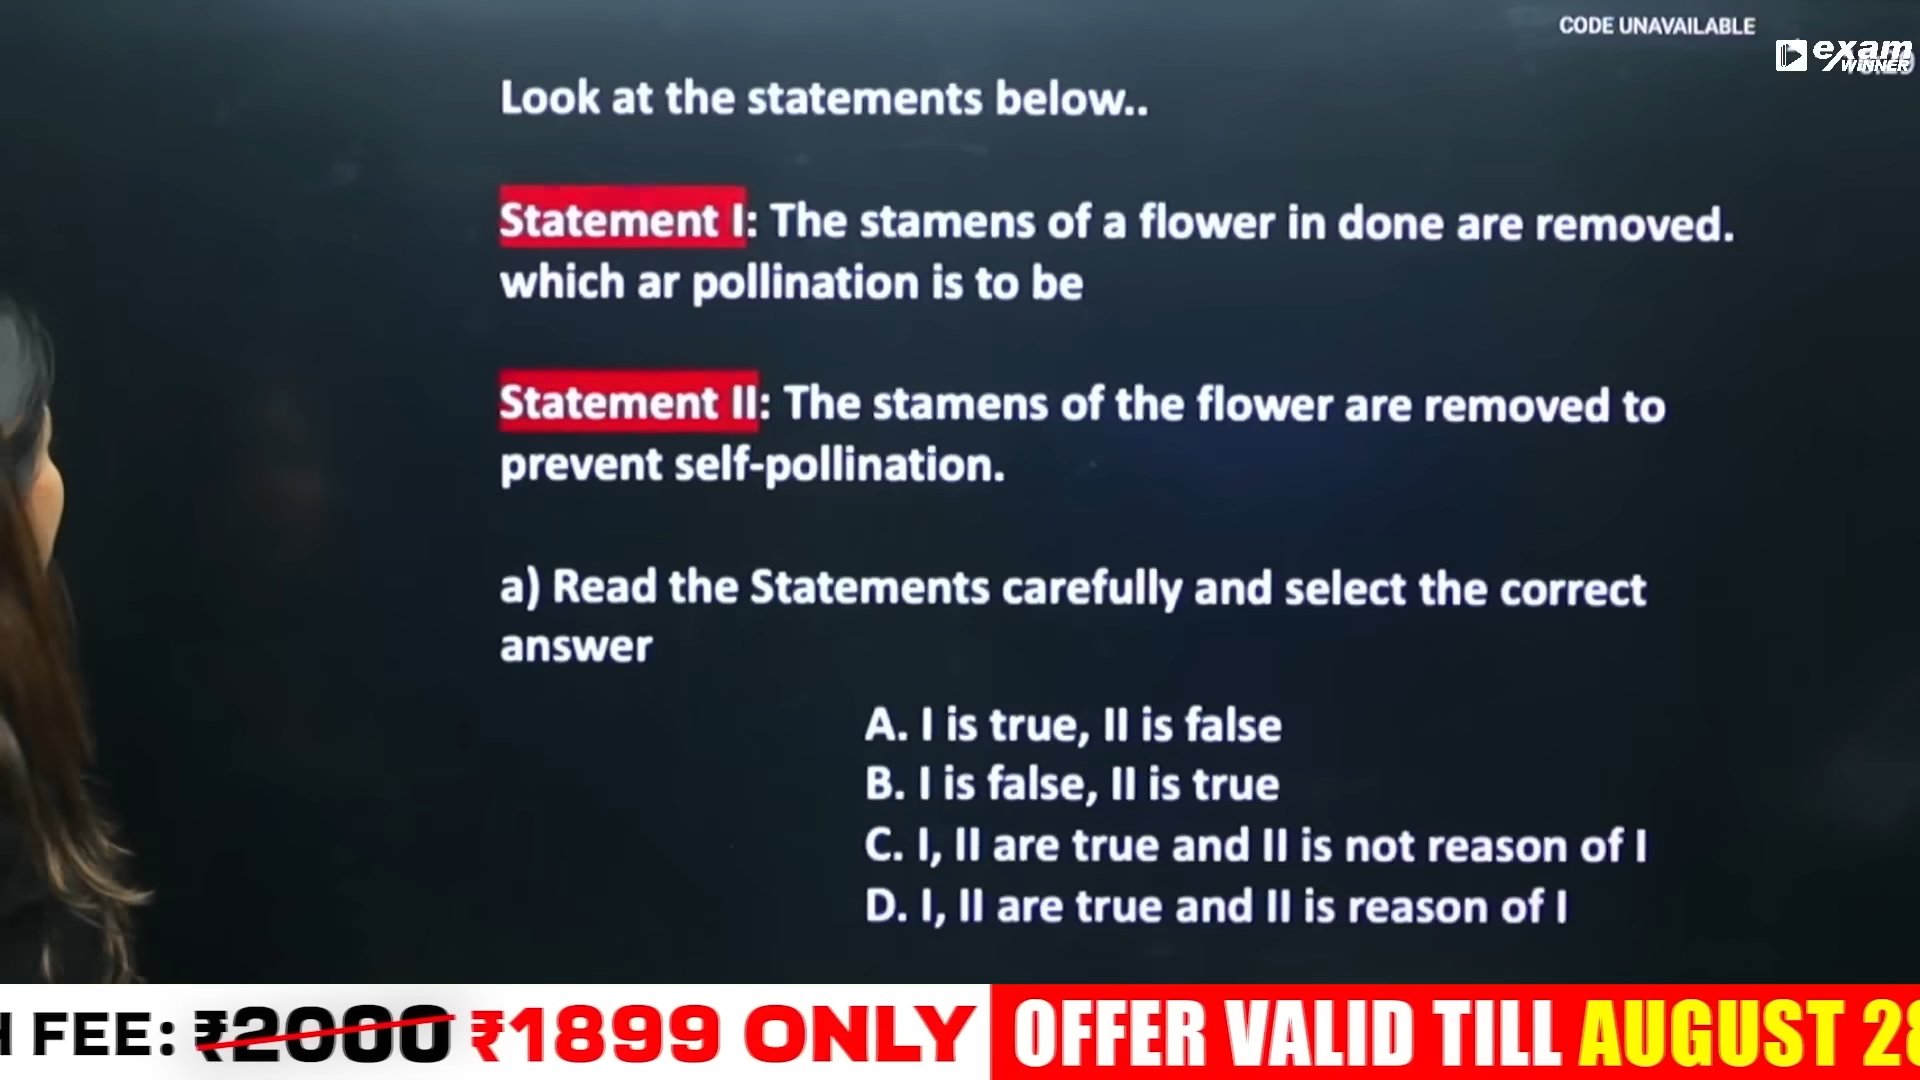 CODE UNAVAILABLE
exam
WINNER
Look at the statements below..
Statement I: The stamens of a flower in done are removed.
which ar pollination is to be
Statement II: The stamens of the flower are removed to
prevent self-pollination.
a) Read the Statements carefully and select the correct
answer
A. I is true, II is false
B. I is false, II is true
C. I, II are true and II is not reason of I
D. I, II are true and II is reason of I
FEE: ₹2000 ₹1899 ONLY OFFER VALID TILL AUGUST 28